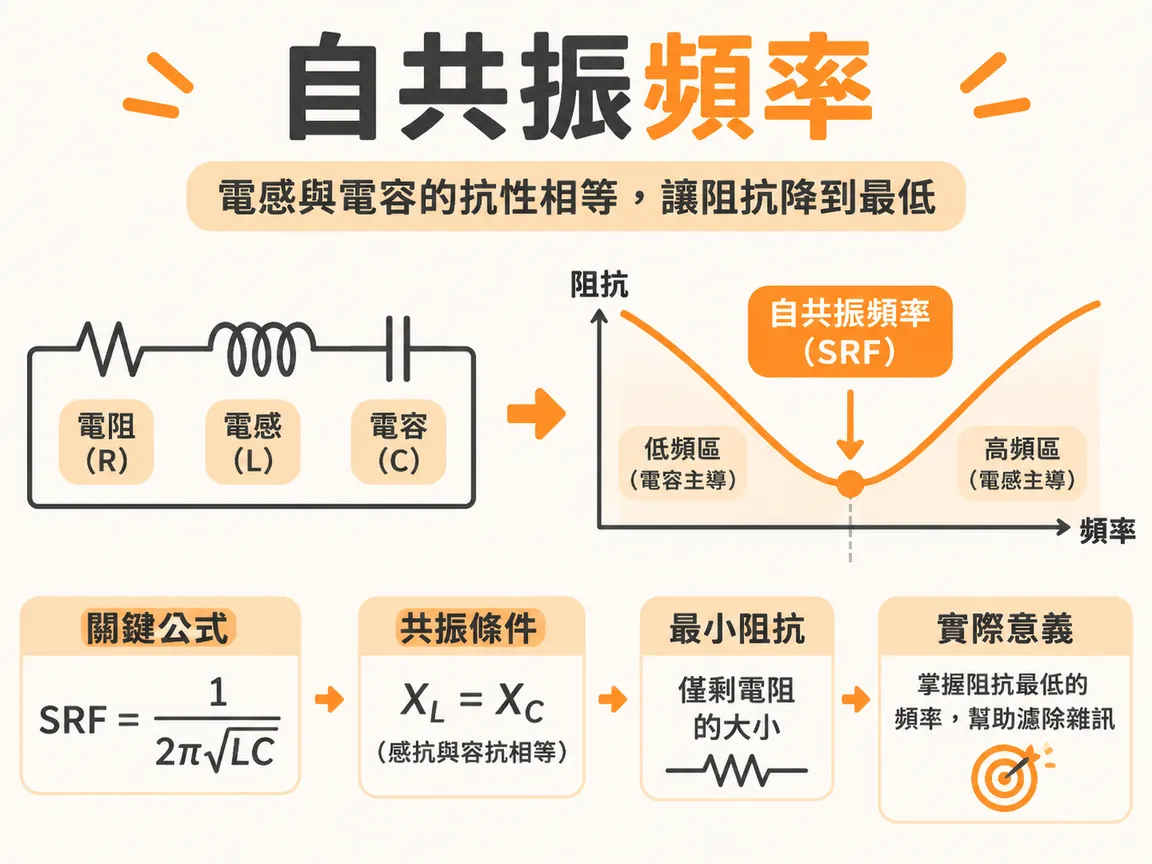 自共振頻率
電感與電容的抗性相等，讓阻抗降到最低
電阻
（R）
電感
（L）
電容
（C）
阻抗
自共振頻率
（SRF）
低頻區
（電容主導）
高頻區
（電感主導）
頻率
關鍵公式
SRF = 1 / 2π√LC
共振條件
X_L = X_C
（感抗與容抗相等）
最小阻抗
僅剩電阻
的大小
實際意義
掌握阻抗最低的
頻率，幫助濾除雜訊